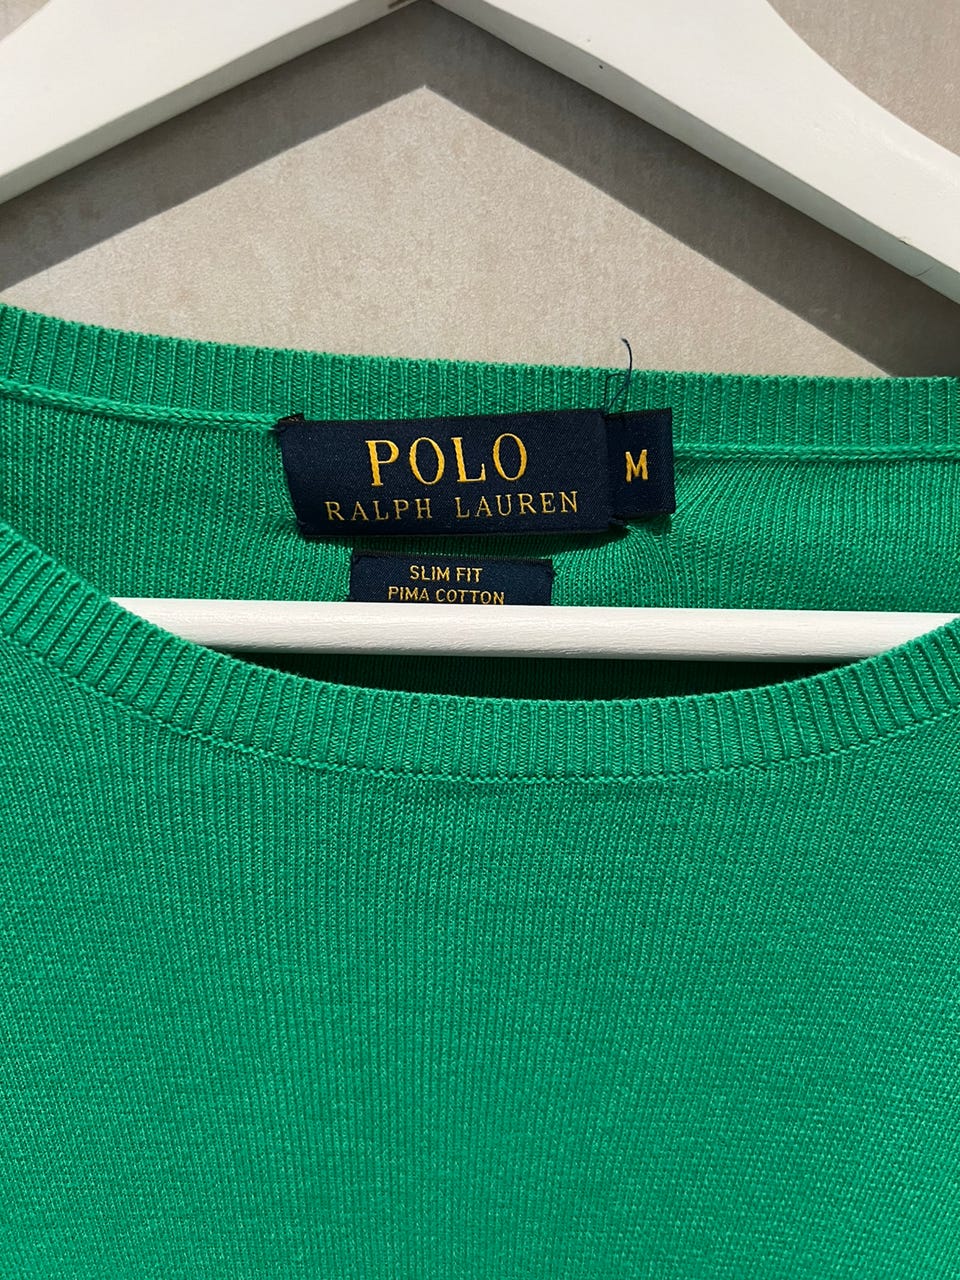 POLO
RALPH LAUREN
M
SLIM FIT
PIMA COTTON